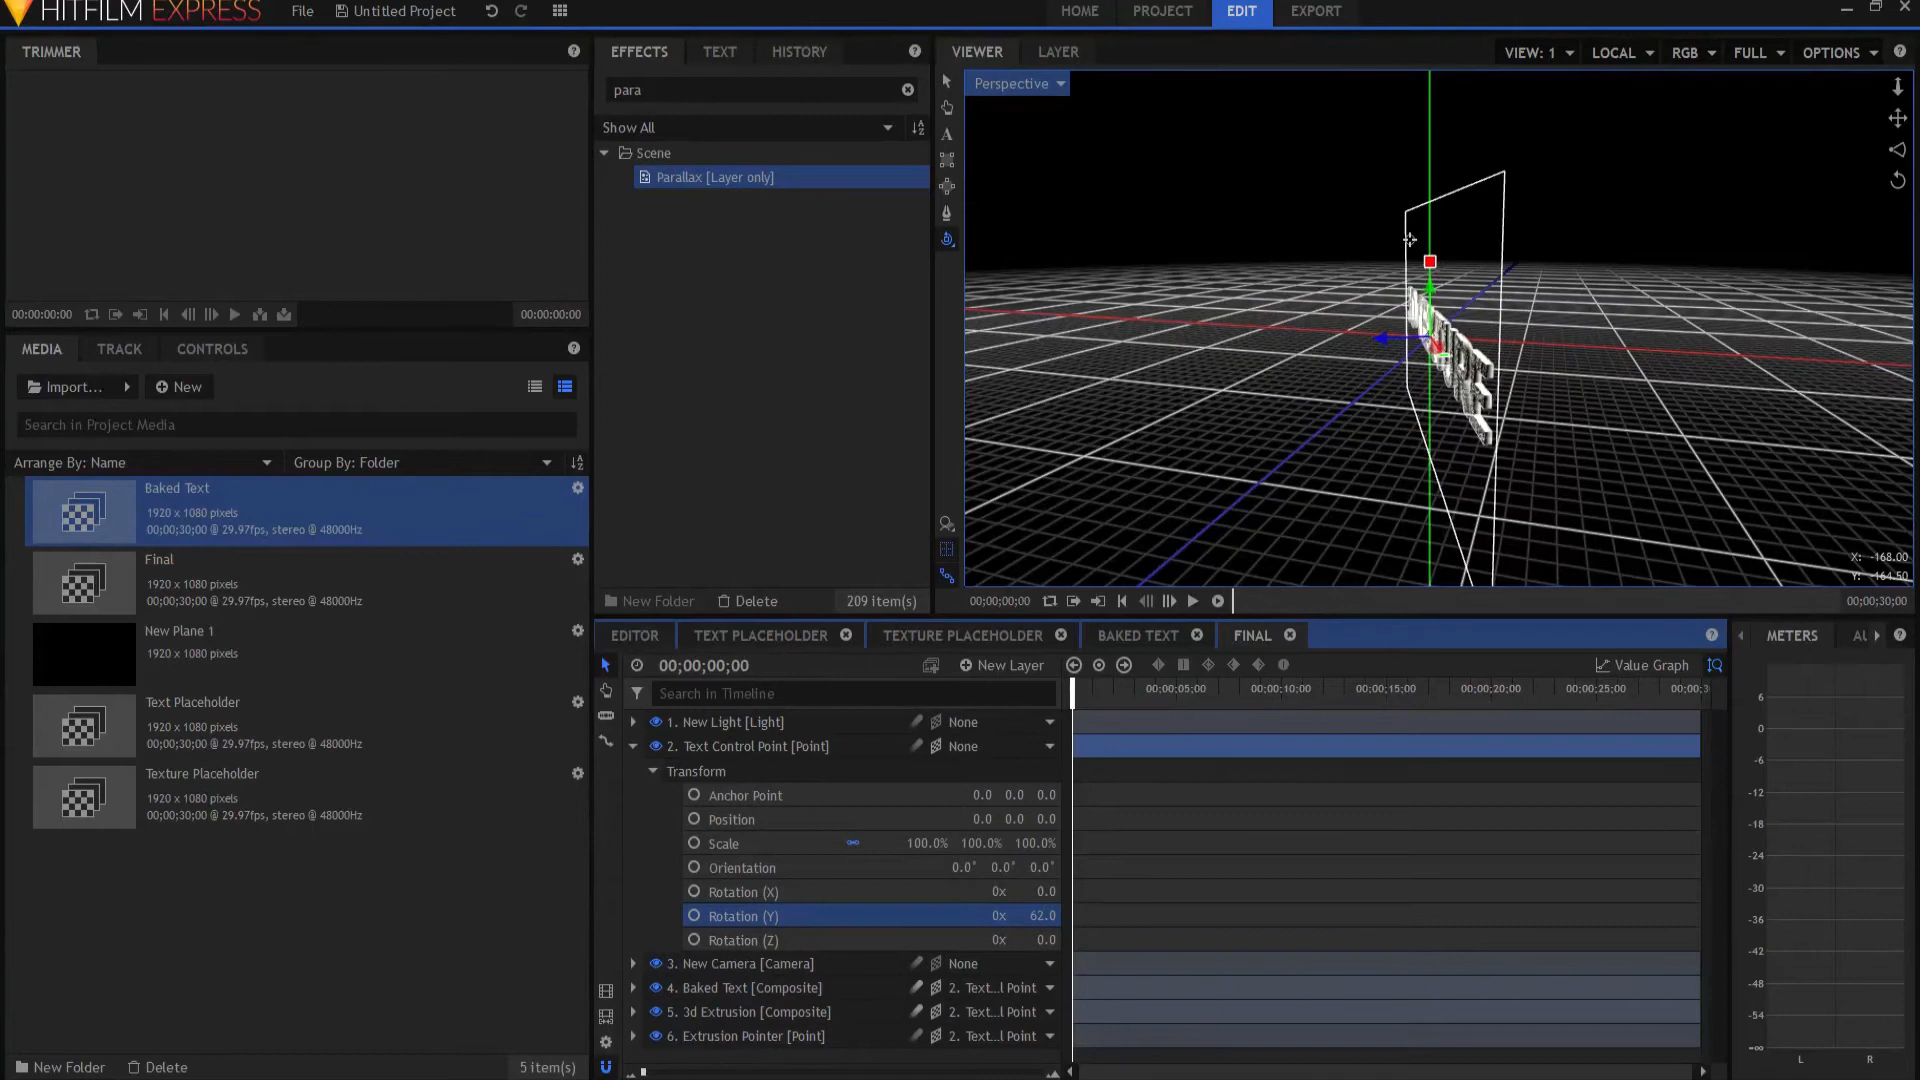 HITFILM EXPRESS
File
Untitled Project
HOME
PROJECT
EDIT
EXPORT
TRIMMER
00:00:00:00
00:00:00:00
MEDIA
TRACK
CONTROLS
Import...
New
Search in Project Media
Arrange By: Name
Group By: Folder
Baked Text
1920 x 1080 pixels
00;00;30;00 @ 29.97fps, stereo @ 48000Hz
Final
1920 x 1080 pixels
00;00;30;00 @ 29.97fps, stereo @ 48000Hz
New Plane 1
1920 x 1080 pixels
Text Placeholder
1920 x 1080 pixels
00;00;30;00 @ 29.97fps, stereo @ 48000Hz
Texture Placeholder
1920 x 1080 pixels
00;00;30;00 @ 29.97fps, stereo @ 48000Hz
New Folder
Delete
5 item(s)
EFFECTS
TEXT
HISTORY
para
Show All
Scene
Parallax [Layer only]
New Folder
Delete
209 item(s)
VIEWER
LAYER
VIEW: 1
LOCAL
RGB
FULL
OPTIONS
Perspective
X: -168.00
Y: -164.50
00;00;00;00
00;00;30;00
EDITOR
TEXT PLACEHOLDER
TEXTURE PLACEHOLDER
BAKED TEXT
FINAL
00;00;00;00
New Layer
Value Graph
Search in Timeline
00;00;05;00
00;00;10;00
00;00;15;00
00;00;20;00
00;00;25;00
00;00;3
1. New Light [Light]
None
2. Text Control Point [Point]
None
Transform
Anchor Point 0.0 0.0 0.0
Position 0.0 0.0 0.0
Scale 100.0% 100.0% 100.0%
Orientation 0.0° 0.0° 0.0°
Rotation (X) 0x 0.0
Rotation (Y) 0x 62.0
Rotation (Z) 0x 0.0
3. New Camera [Camera]
None
4. Baked Text [Composite]
2. Text...l Point
5. 3d Extrusion [Composite]
2. Text...l Point
6. Extrusion Pointer [Point]
2. Text...l Point
METERS
AU
6
0
-6
-12
-18
-24
-30
-36
-42
-48
-54
-∞
L
R